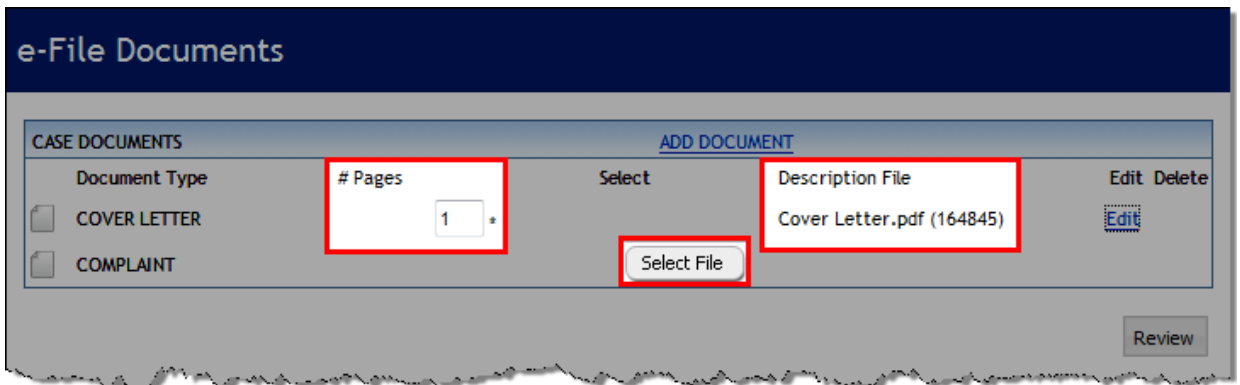 e-File Documents
CASE DOCUMENTS ADD DOCUMENT
Document Type # Pages Select Description File Edit Delete
COVER LETTER 1 * Cover Letter.pdf (164845) Edit
COMPLAINT Select File
Review